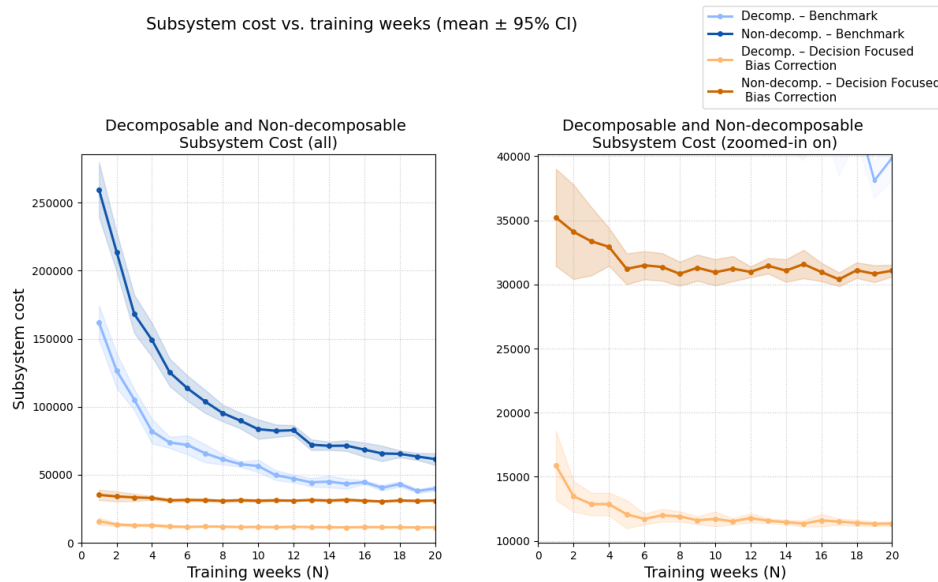 Subsystem cost vs. training weeks (mean ± 95% CI)
Decomp. – Benchmark
Non-decomp. – Benchmark
Decomp. – Decision Focused
Bias Correction
Non-decomp. – Decision Focused
Bias Correction
Decomposable and Non-decomposable
Subsystem Cost (all)
Subsystem cost
250000
200000
150000
100000
50000
0
0 2 4 6 8 10 12 14 16 18 20
Training weeks (N)
Decomposable and Non-decomposable
Subsystem Cost (zoomed-in on)
40000
35000
30000
25000
20000
15000
10000
0 2 4 6 8 10 12 14 16 18 20
Training weeks (N)